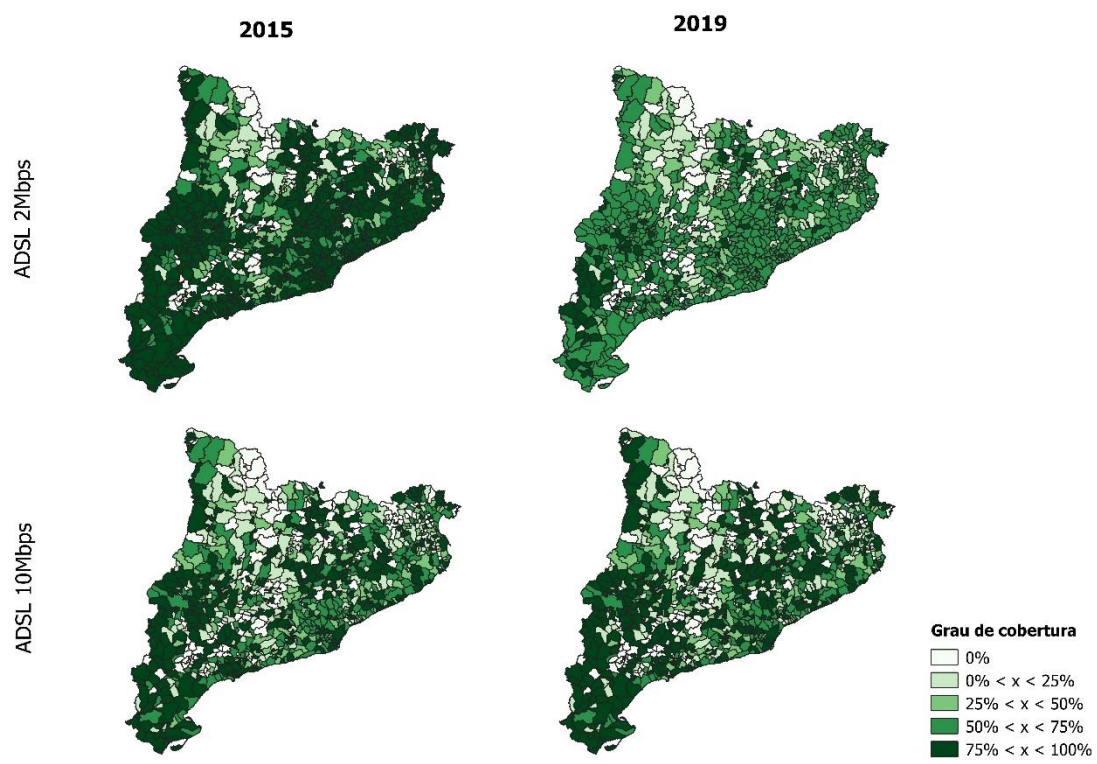 2015
2019
ADSL 2Mbps
ADSL 10Mbps
Grau de cobertura
0%
0% < x < 25%
25% < x < 50%
50% < x < 75%
75% < x < 100%